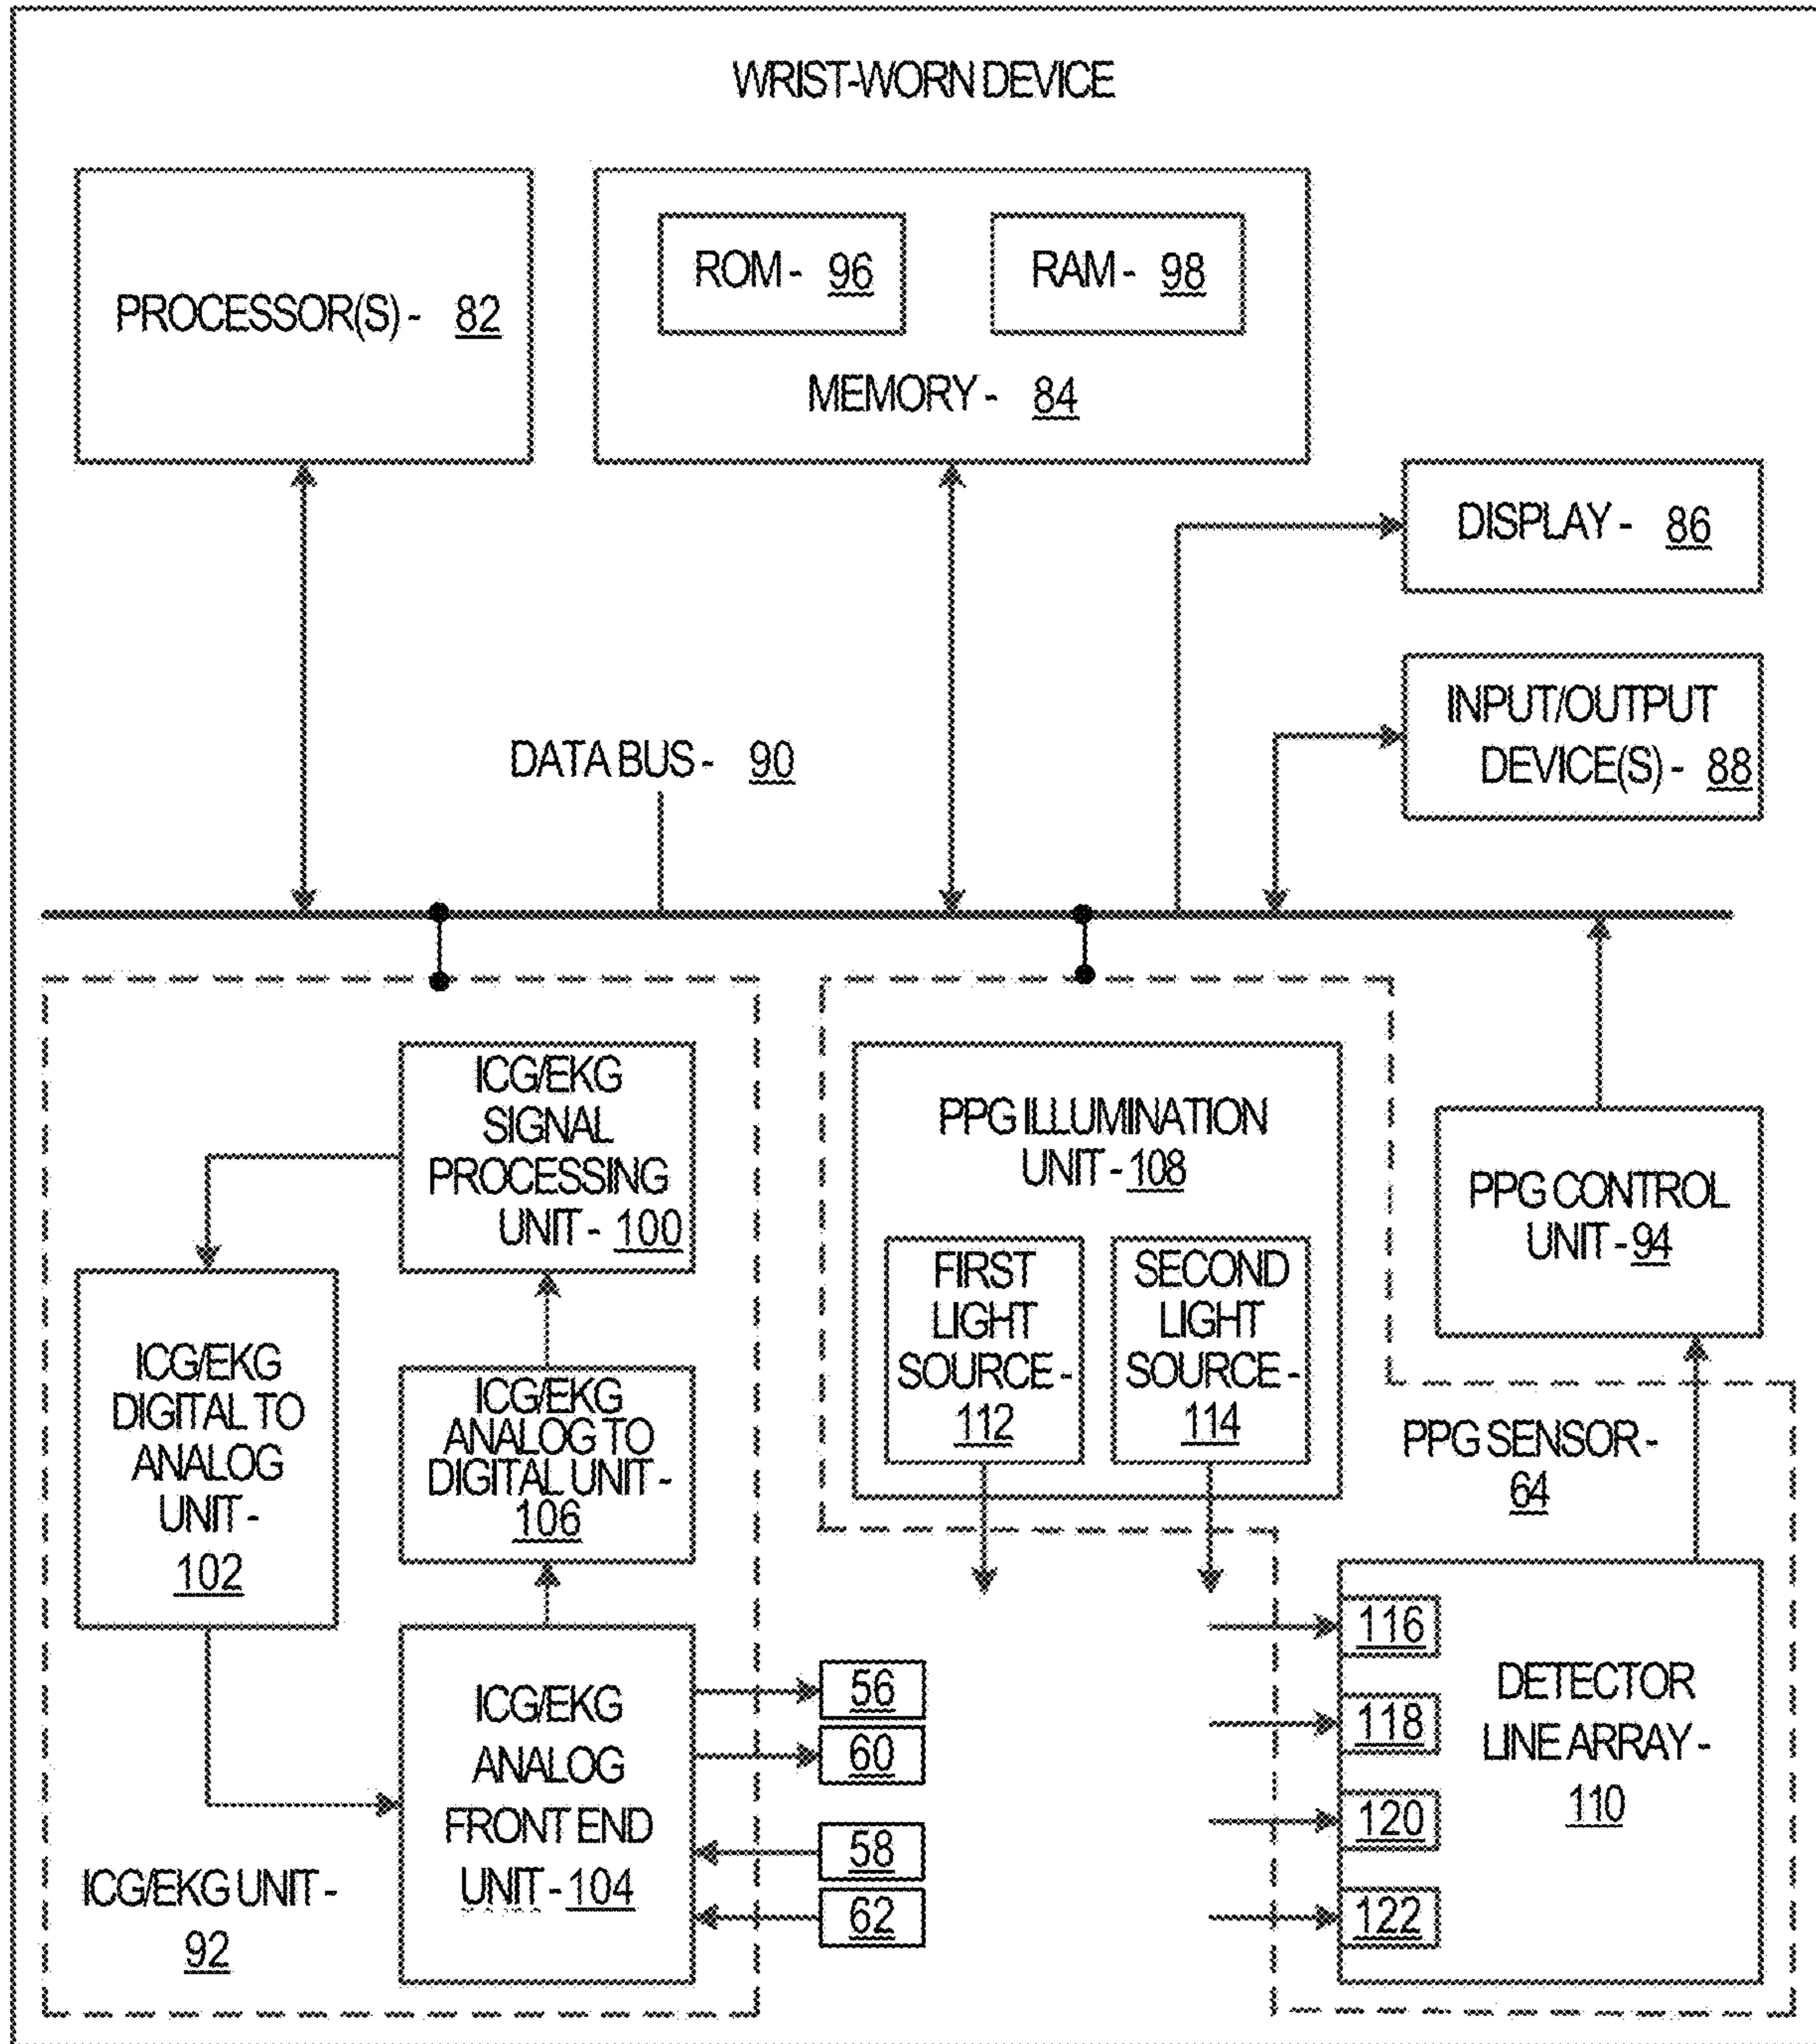 WRIST-WORN DEVICE
PROCESSOR(S) - 82
ROM - 96
RAM - 98
MEMORY - 84
DISPLAY - 86
INPUT/OUTPUT
DEVICE(S) - 88
DATA BUS - 90
ICG/EKG
SIGNAL
PROCESSING
UNIT - 100
ICG/EKG
DIGITAL TO
ANALOG
UNIT -
102
ICG/EKG
ANALOG TO
DIGITAL UNIT -
106
ICG/EKG
ANALOG
FRONT END
UNIT - 104
ICG/EKG UNIT -
92
56
60
58
62
PPG ILLUMINATION
UNIT - 108
FIRST
LIGHT
SOURCE -
112
SECOND
LIGHT
SOURCE -
114
PPG CONTROL
UNIT - 94
PPG SENSOR -
64
116
118
120
122
DETECTOR
LINE ARRAY -
110